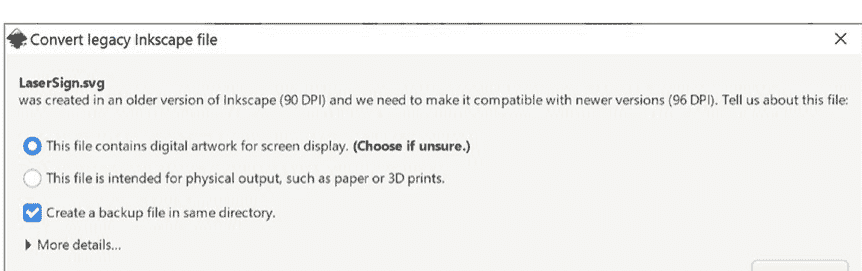 Convert legacy Inkscape file
LaserSign.svg
was created in an older version of Inkscape (90 DPI) and we need to make it compatible with newer versions (96 DPI). Tell us about this file:
This file contains digital artwork for screen display. (Choose if unsure.)
This file is intended for physical output, such as paper or 3D prints.
Create a backup file in same directory.
More details...